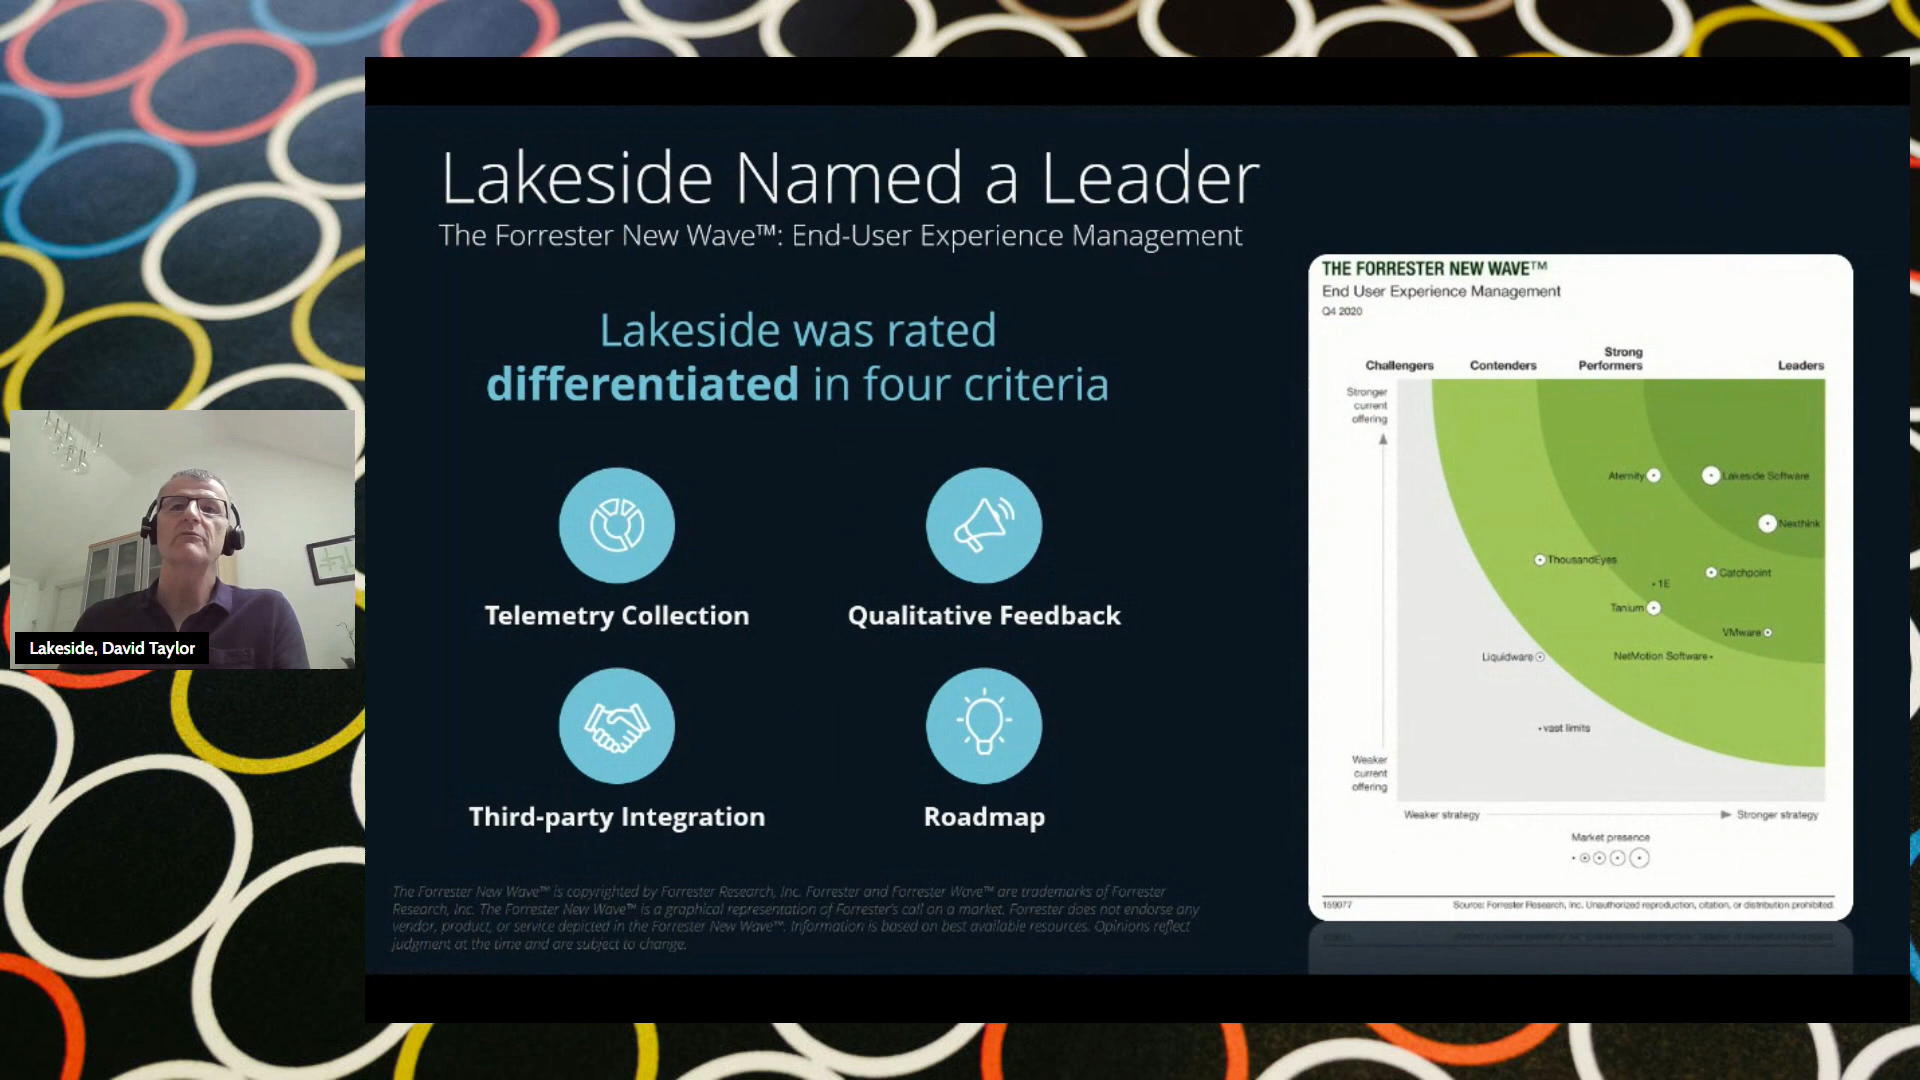 Lakeside Named a Leader
The Forrester New Wave™: End-User Experience Management
Lakeside was rated
differentiated in four criteria
Telemetry Collection
Qualitative Feedback
Third-party Integration
Roadmap
The Forrester New Wave™ is copyrighted by Forrester Research, Inc. Forrester and Forrester Wave™ are trademarks of Forrester
Research, Inc. The Forrester New Wave™ is a graphical representation of Forrester's call on a market. Forrester does not endorse any
vendor, product, or service depicted in the Forrester New Wave™. Information is based on best available resources. Opinions reflect
judgment at the time and are subject to change.
THE FORRESTER NEW WAVE™
End User Experience Management
Q4 2020
Challengers
Contenders
Strong
Performers
Leaders
Stronger
current
offering
Aternity
Lakeside Software
Nexthink
ThousandEyes
Catchpoint
1E
Tanium
VMware
Liquidware
NetMotion Software
vast limits
Weaker
current
offering
Weaker strategy
Stronger strategy
Market presence
159077
Source: Forrester Research, Inc. Unauthorized reproduction, citation, or distribution prohibited.
Lakeside, David Taylor